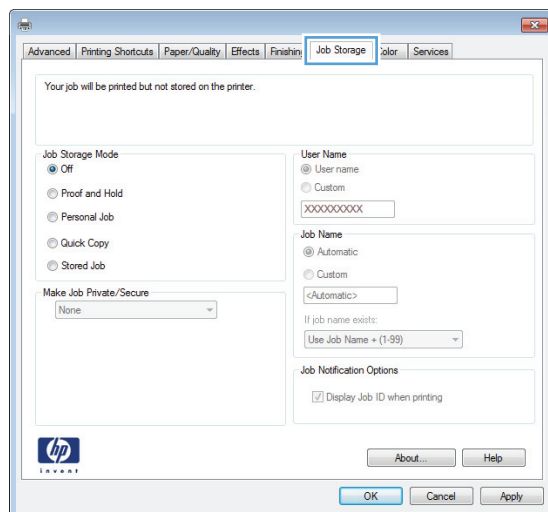 Advanced Printing Shortcuts Paper/Quality Effects Finishing Job Storage Color Services
Your job will be printed but not stored on the printer.
Job Storage Mode
Off
Proof and Hold
Personal Job
Quick Copy
Stored Job
Make Job Private/Secure
None
User Name
User name
Custom
XXXXXXXXX
Job Name
Automatic
Custom
<Automatic>
If job name exists:
Use Job Name + (1-99)
Job Notification Options
Display Job ID when printing
hp
invent
About... Help
OK Cancel Apply